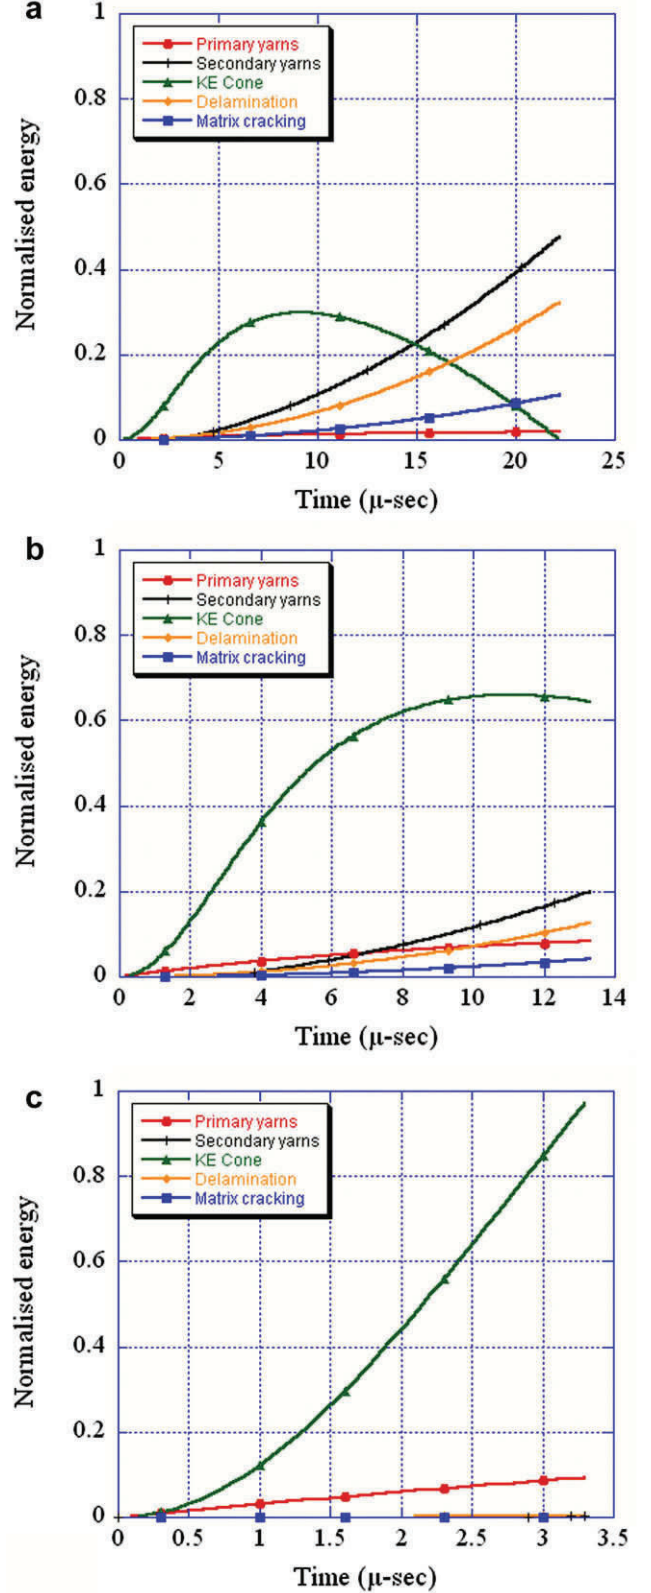 a
1
0.8
0.6
0.4
0.2
0
Normalised energy
Primary yarns
Secondary yarns
KE Cone
Delamination
Matrix cracking
0 5 10 15 20 25
Time (μ-sec)
b
1
0.8
0.6
0.4
0.2
0
Normalised energy
Primary yarns
Secondary yarns
KE Cone
Delamination
Matrix cracking
0 2 4 6 8 10 12 14
Time (μ-sec)
c
1
0.8
0.6
0.4
0.2
0
Normalised energy
Primary yarns
Secondary yarns
KE Cone
Delamination
Matrix cracking
0 0.5 1 1.5 2 2.5 3 3.5
Time (μ-sec)